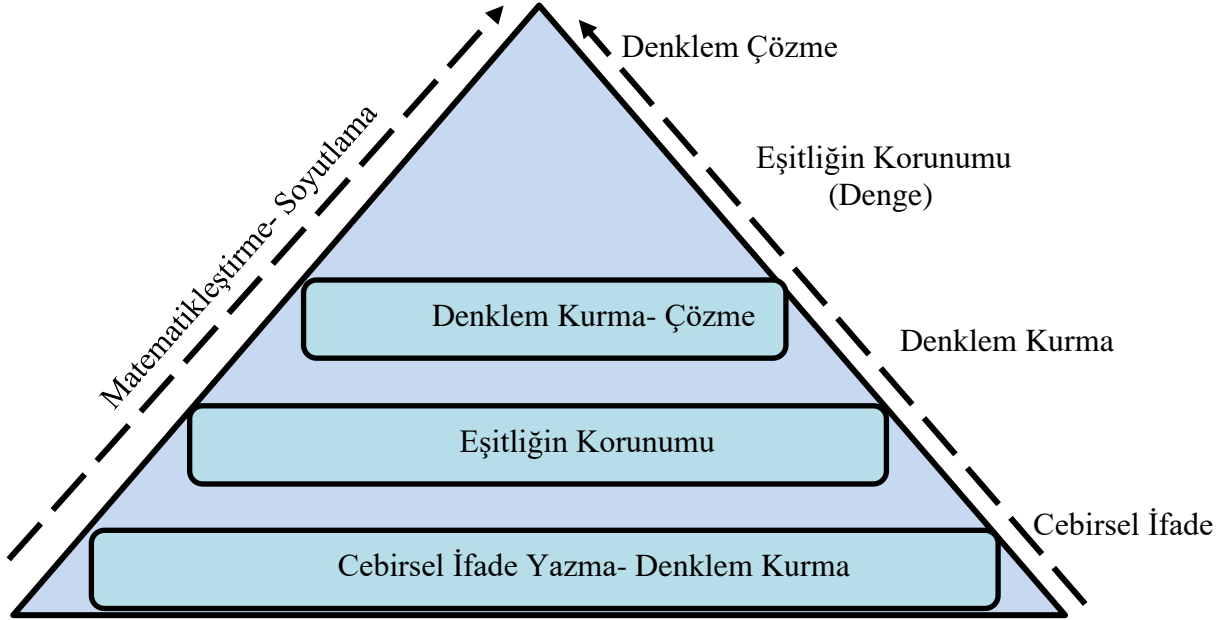 Denklem Çözme
Matematikleştirme- Soyutlama
Eşitliğin Korunumu
(Denge)
Denklem Kurma- Çözme
Denklem Kurma
Eşitliğin Korunumu
Cebirsel İfade
Cebirsel İfade Yazma- Denklem Kurma